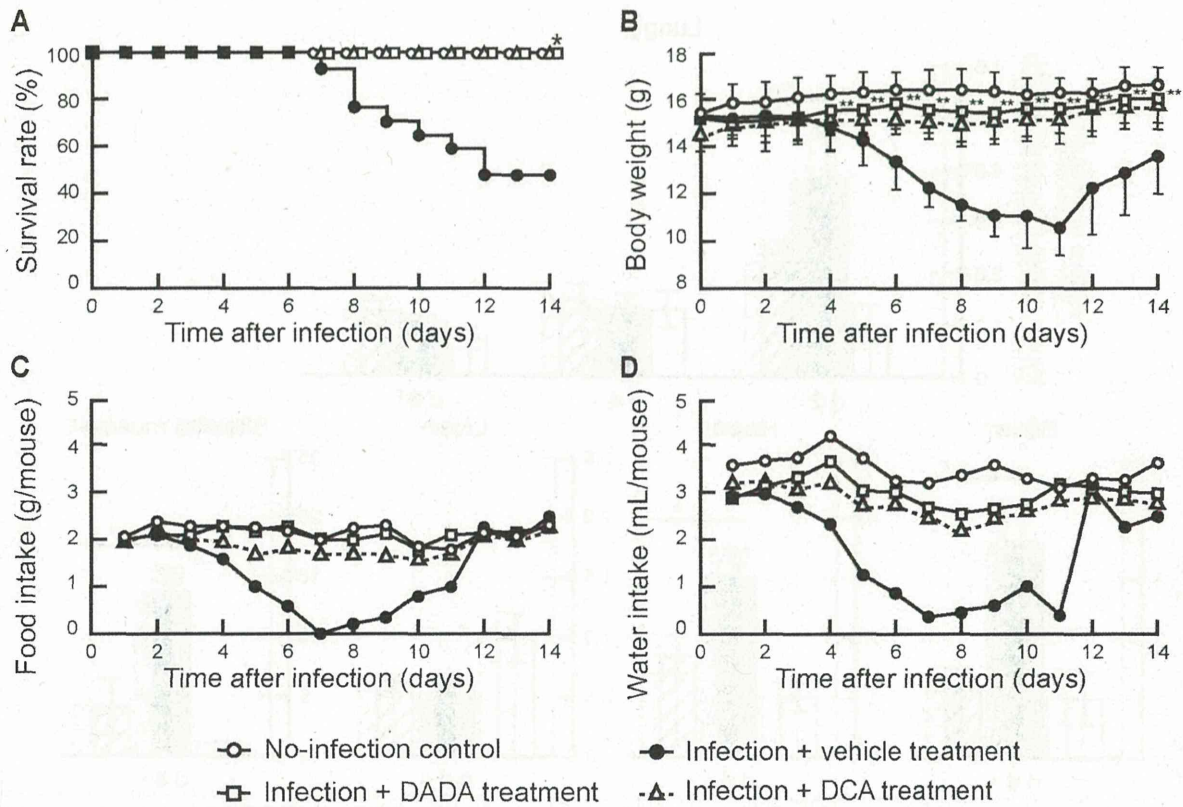 A
Survival rate (%)
100
80
60
40
20
0
0 2 4 6 8 10 12 14
*
Time after infection (days)
B
Body weight (g)
18
16
14
12
10
8
0 2 4 6 8 10 12 14
** ** ** ** ** ** ** ** ** ** **
Time after infection (days)
C
Food intake (g/mouse)
5
4
3
2
1
0
0 2 4 6 8 10 12 14
Time after infection (days)
D
Water intake (mL/mouse)
5
4
3
2
1
0
0 2 4 6 8 10 12 14
Time after infection (days)
No-infection control
Infection + vehicle treatment
Infection + DADA treatment
Infection + DCA treatment